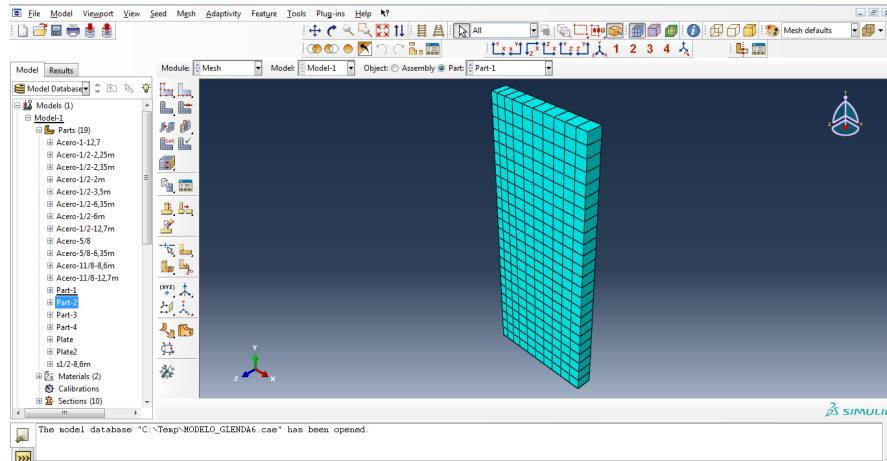 File Model Viewport View Seed Mesh Adaptivity Feature Tools Plug-ins Help
All Mesh defaults
1 2 3 4
Model Results Module: Mesh Model: Model-1 Object: Assembly Part: Part-1
Model Database
Models (1)
Model-1
Parts (19)
Acero-1-12,7
Acero-1/2-2,25m
Acero-1/2-2,35m
Acero-1/2-2m
Acero-1/2-3,5m
Acero-1/2-6,35m
Acero-1/2-6m
Acero-1/2-12,7m
Acero-5/8
Acero-5/8-6,35m
Acero-11/8-8,6m
Acero-11/8-12,7m
Part-1
Part-2
Part-3
Part-4
Plate
Plate2
s1/2-8,6m
Materials (2)
Calibrations
Sections (10)
(XYZ)
Y
Z X
SIMULI
The model database "C:\Temp\MODELO_GLENDA6.cae" has been opened.
>>>